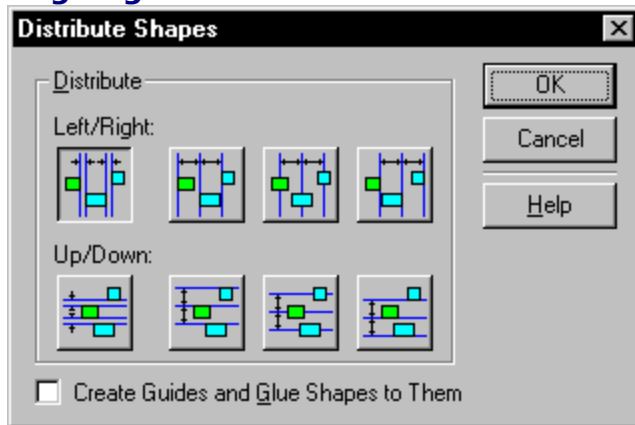 Distribute Shapes
Distribute
OK
Left/Right:
Cancel
Help
Up/Down:
Create Guides and Glue Shapes to Them